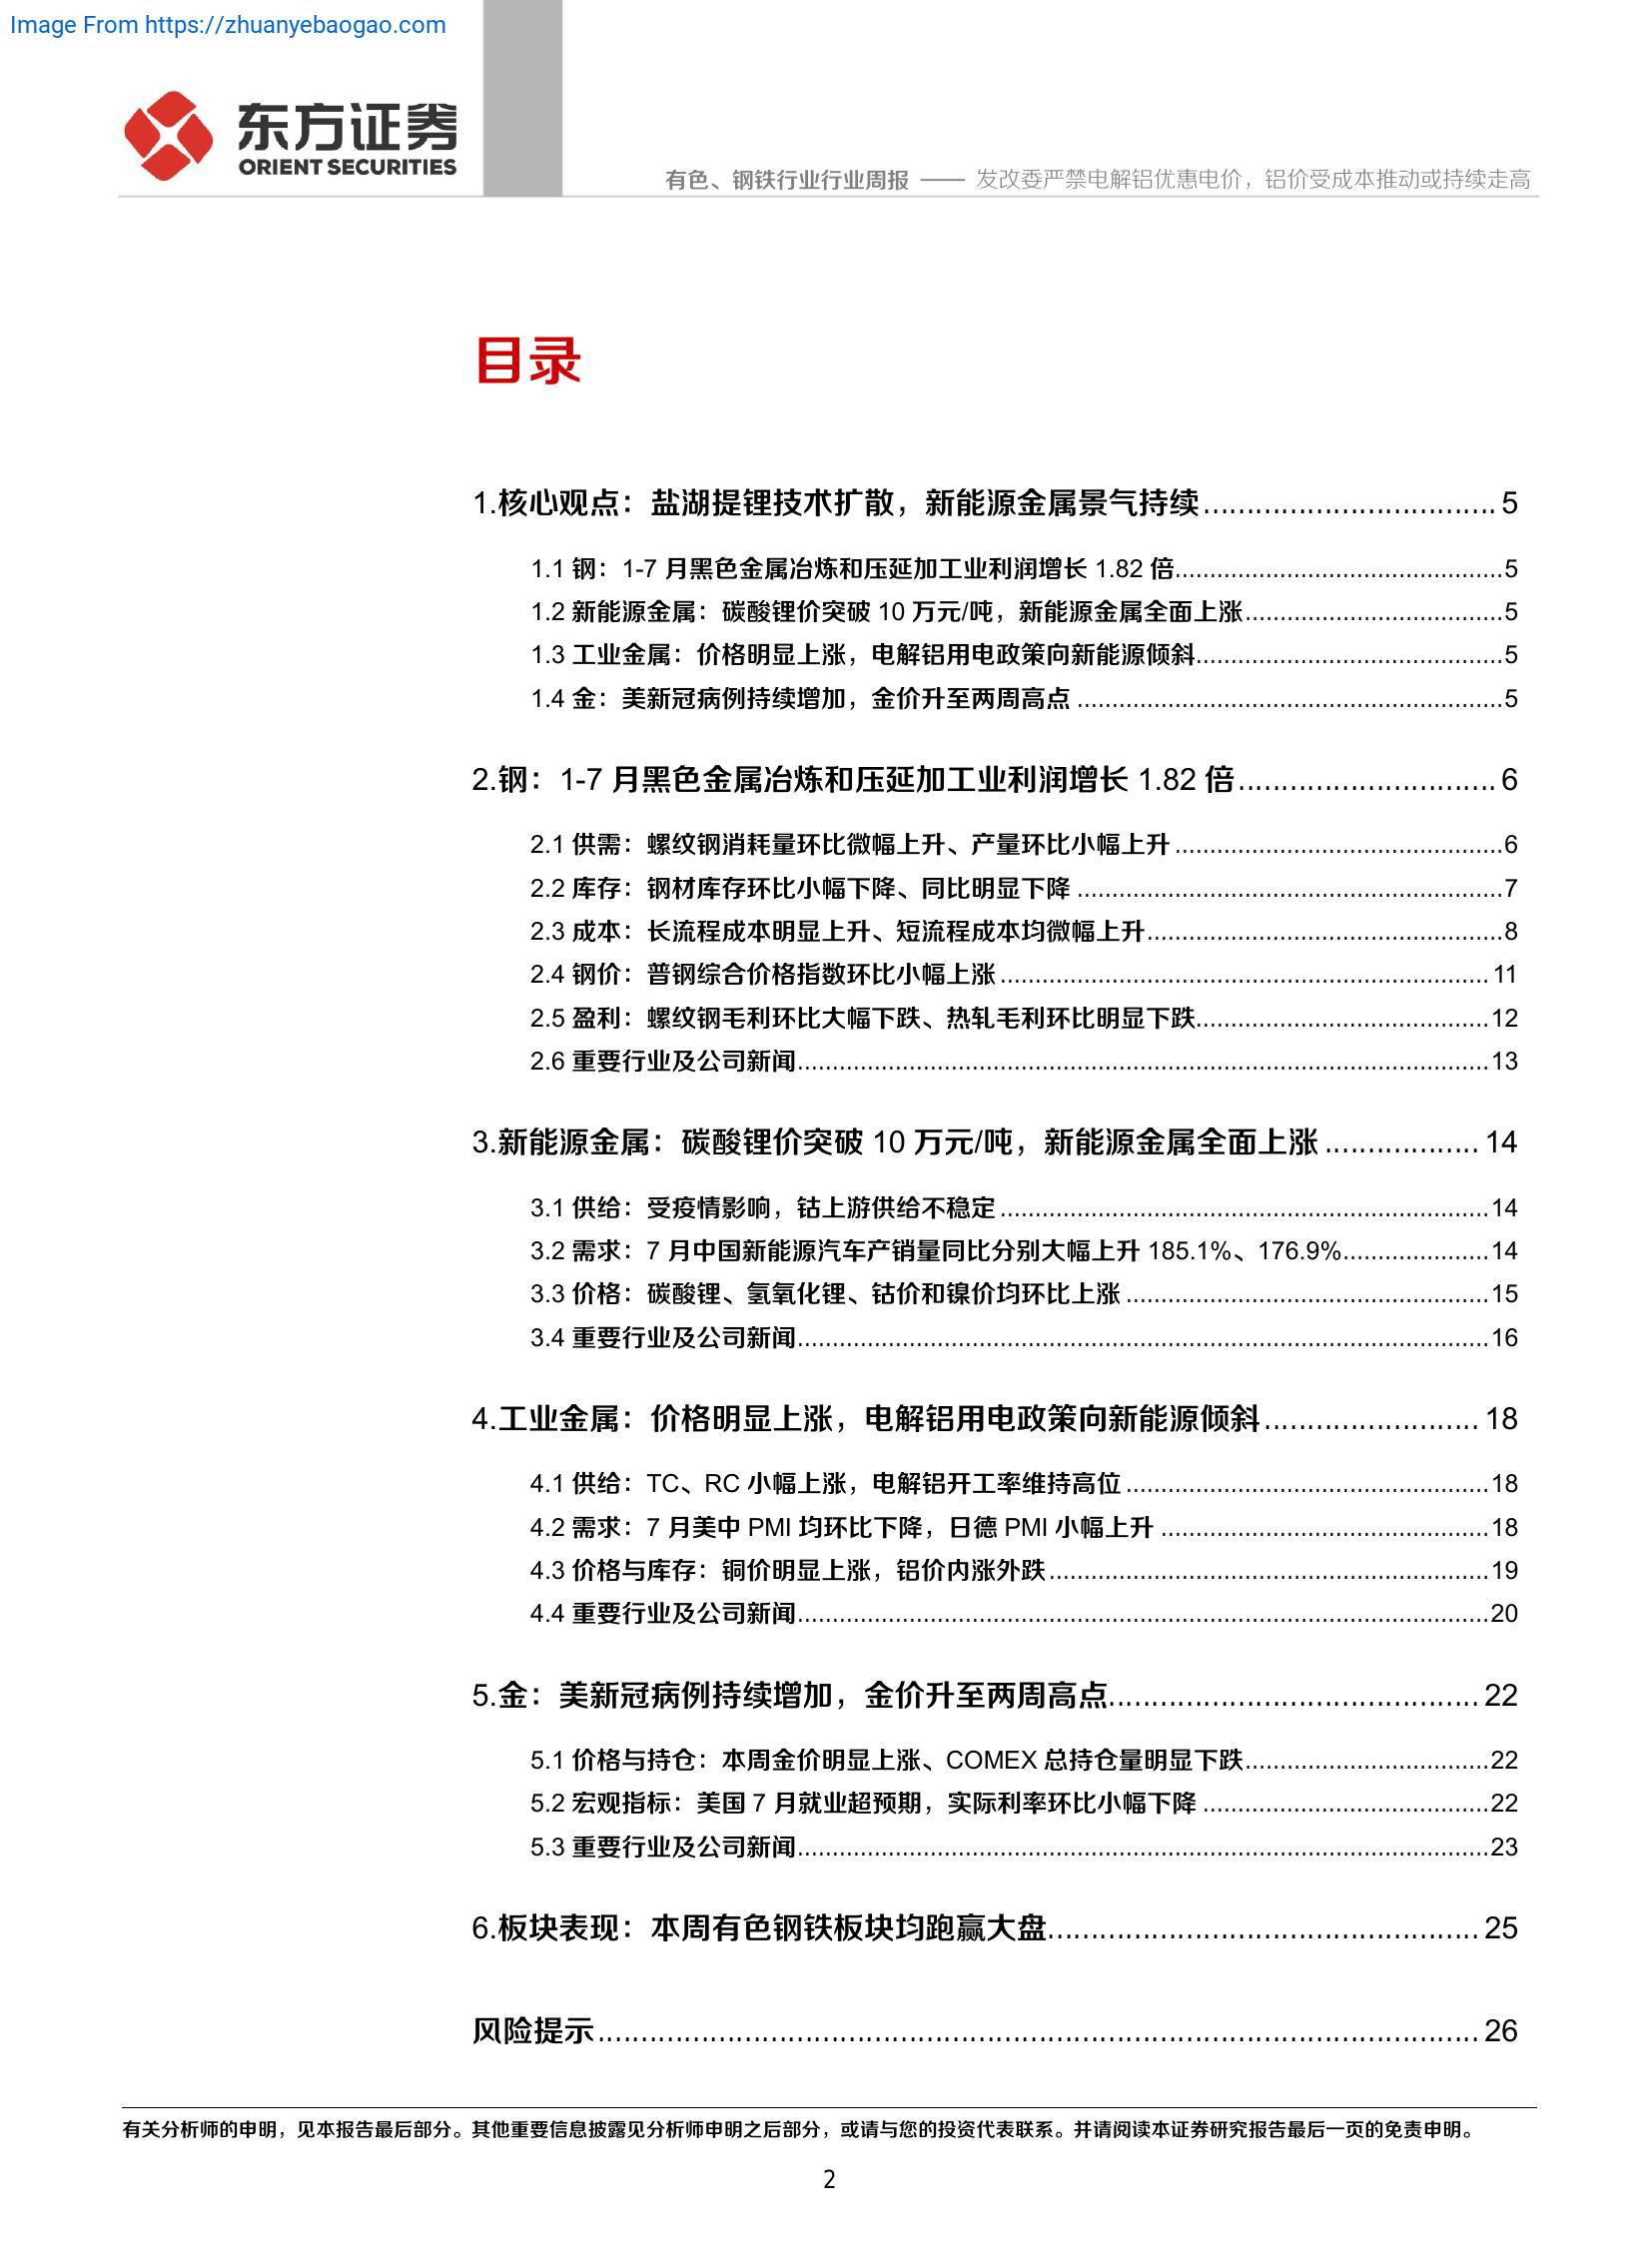 Image From https://zhuanyebaogao.com
东方证券
ORIENT SECURITIES
有色、钢铁行业行业周报 —— 发改委严禁电解铝优惠电价，铝价受成本推动或持续走高
目录
1.核心观点：盐湖提锂技术扩散，新能源金属景气持续.................................. 5
1.1 钢：1-7 月黑色金属冶炼和压延加工业利润增长 1.82 倍...............................................5
1.2 新能源金属：碳酸锂价突破 10 万元/吨，新能源金属全面上涨.....................................5
1.3 工业金属：价格明显上涨，电解铝用电政策向新能源倾斜............................................5
1.4 金：美新冠病例持续增加，金价升至两周高点 .............................................................5
2.钢：1-7 月黑色金属冶炼和压延加工业利润增长 1.82 倍.............................. 6
2.1 供需：螺纹钢消耗量环比微幅上升、产量环比小幅上升 ...............................................6
2.2 库存：钢材库存环比小幅下降、同比明显下降 .............................................................7
2.3 成本：长流程成本明显上升、短流程成本均微幅上升...................................................8
2.4 钢价：普钢综合价格指数环比小幅上涨 ...................................................................... 11
2.5 盈利：螺纹钢毛利环比大幅下跌、热轧毛利环比明显下跌..........................................12
2.6 重要行业及公司新闻...................................................................................................13
3.新能源金属：碳酸锂价突破 10 万元/吨，新能源金属全面上涨 .................. 14
3.1 供给：受疫情影响，钴上游供给不稳定 ......................................................................14
3.2 需求：7 月中国新能源汽车产销量同比分别大幅上升 185.1%、176.9%.....................14
3.3 价格：碳酸锂、氢氧化锂、钴价和镍价均环比上涨 ....................................................15
3.4 重要行业及公司新闻...................................................................................................16
4.工业金属：价格明显上涨，电解铝用电政策向新能源倾斜......................... 18
4.1 供给：TC、RC 小幅上涨，电解铝开工率维持高位 ....................................................18
4.2 需求：7 月美中 PMI 均环比下降，日德 PMI 小幅上升 ...............................................18
4.3 价格与库存：铜价明显上涨，铝价内涨外跌...............................................................19
4.4 重要行业及公司新闻...................................................................................................20
5.金：美新冠病例持续增加，金价升至两周高点........................................... 22
5.1 价格与持仓：本周金价明显上涨、COMEX 总持仓量明显下跌...................................22
5.2 宏观指标：美国 7 月就业超预期，实际利率环比小幅下降 .........................................22
5.3 重要行业及公司新闻...................................................................................................23
6.板块表现：本周有色钢铁板块均跑赢大盘.................................................. 25
风险提示...................................................................................................... 26
有关分析师的申明，见本报告最后部分。其他重要信息披露见分析师申明之后部分，或请与您的投资代表联系。并请阅读本证券研究报告最后一页的免责申明。
2